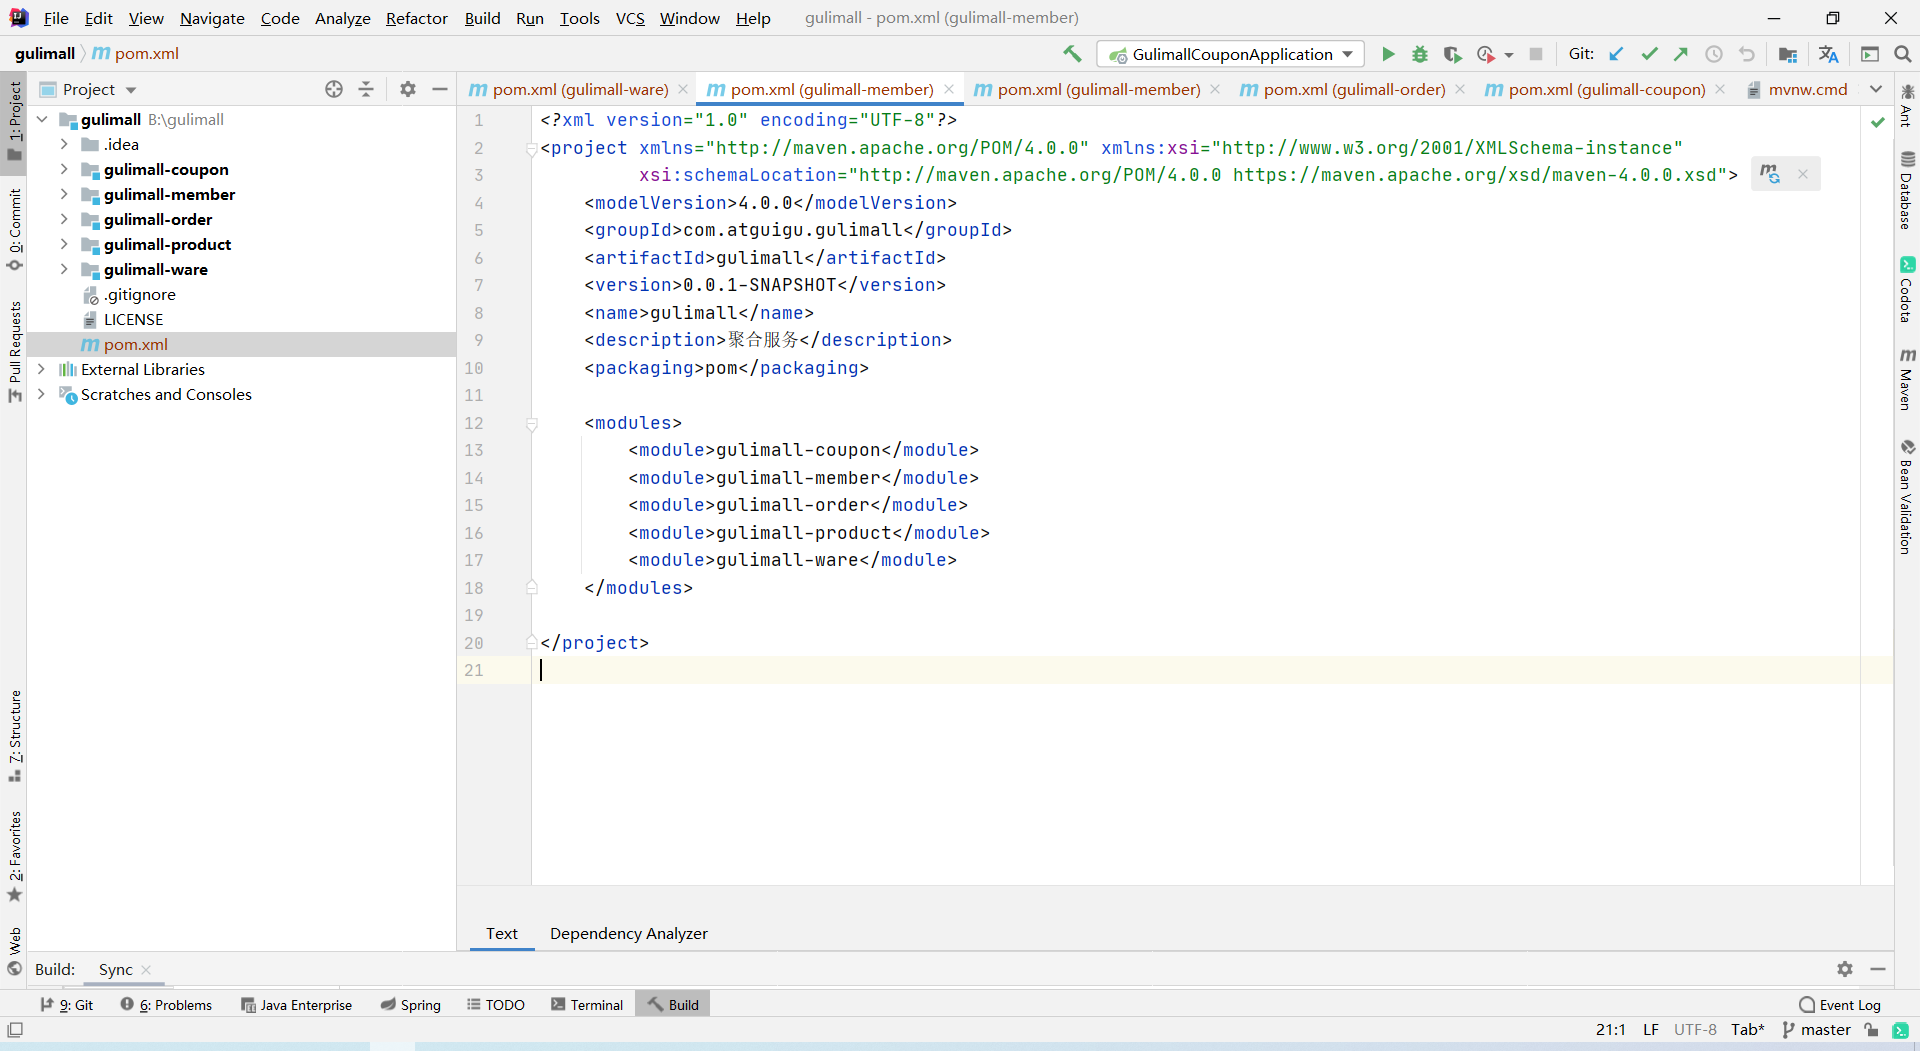 File Edit View Navigate Code Analyze Refactor Build Run Tools VCS Window Help gulimall - pom.xml (gulimall-member)
gulimall pom.xml GulimallCouponApplication Git:
Project
pom.xml (gulimall-ware) pom.xml (gulimall-member) pom.xml (gulimall-member) pom.xml (gulimall-order) pom.xml (gulimall-coupon) mvnw.cmd
gulimall B:\gulimall
.idea
gulimall-coupon
gulimall-member
gulimall-order
gulimall-product
gulimall-ware
.gitignore
LICENSE
pom.xml
External Libraries
Scratches and Consoles
1 <?xml version="1.0" encoding="UTF-8"?>
2 <project xmlns="http://maven.apache.org/POM/4.0.0" xmlns:xsi="http://www.w3.org/2001/XMLSchema-instance"
3 xsi:schemaLocation="http://maven.apache.org/POM/4.0.0 https://maven.apache.org/xsd/maven-4.0.0.xsd">
4 <modelVersion>4.0.0</modelVersion>
5 <groupId>com.atguigu.gulimall</groupId>
6 <artifactId>gulimall</artifactId>
7 <version>0.0.1-SNAPSHOT</version>
8 <name>gulimall</name>
9 <description>聚合服务</description>
10 <packaging>pom</packaging>
11
12 <modules>
13 <module>gulimall-coupon</module>
14 <module>gulimall-member</module>
15 <module>gulimall-order</module>
16 <module>gulimall-product</module>
17 <module>gulimall-ware</module>
18 </modules>
19
20 </project>
21
1: Project
0: Commit
Pull Requests
7: Structure
2: Favorites
Web
Ant
Database
Codota
Maven
Bean Validation
Text Dependency Analyzer
Build: Sync
9: Git 6: Problems Java Enterprise Spring TODO Terminal Build Event Log
21:1 LF UTF-8 Tab* master